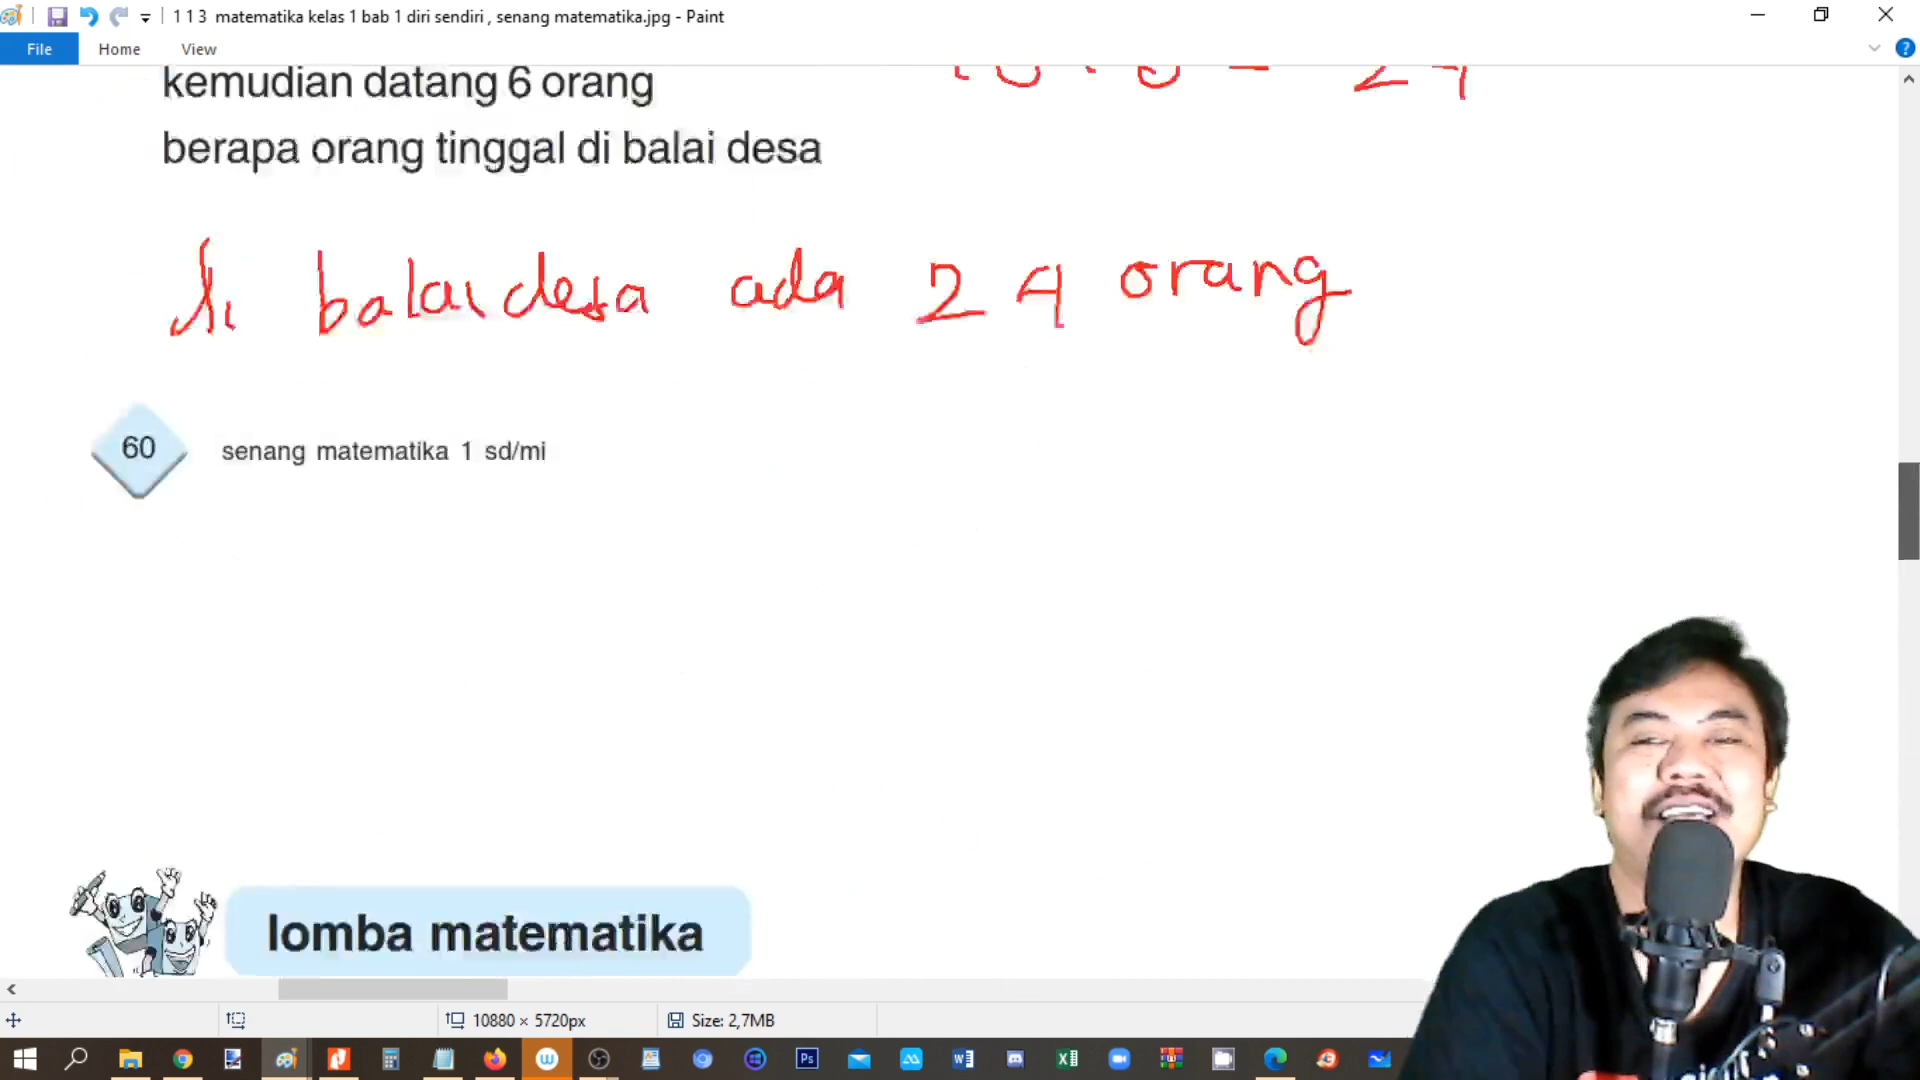 1 1 3 matematika kelas 1 bab 1 diri sendiri , senang matematika.jpg - Paint
File Home View
kemudian datang 6 orang
berapa orang tinggal di balai desa
di balai desa ada 24 orang
60 senang matematika 1 sd/mi
lomba matematika
10880 × 5720px Size: 2,7MB